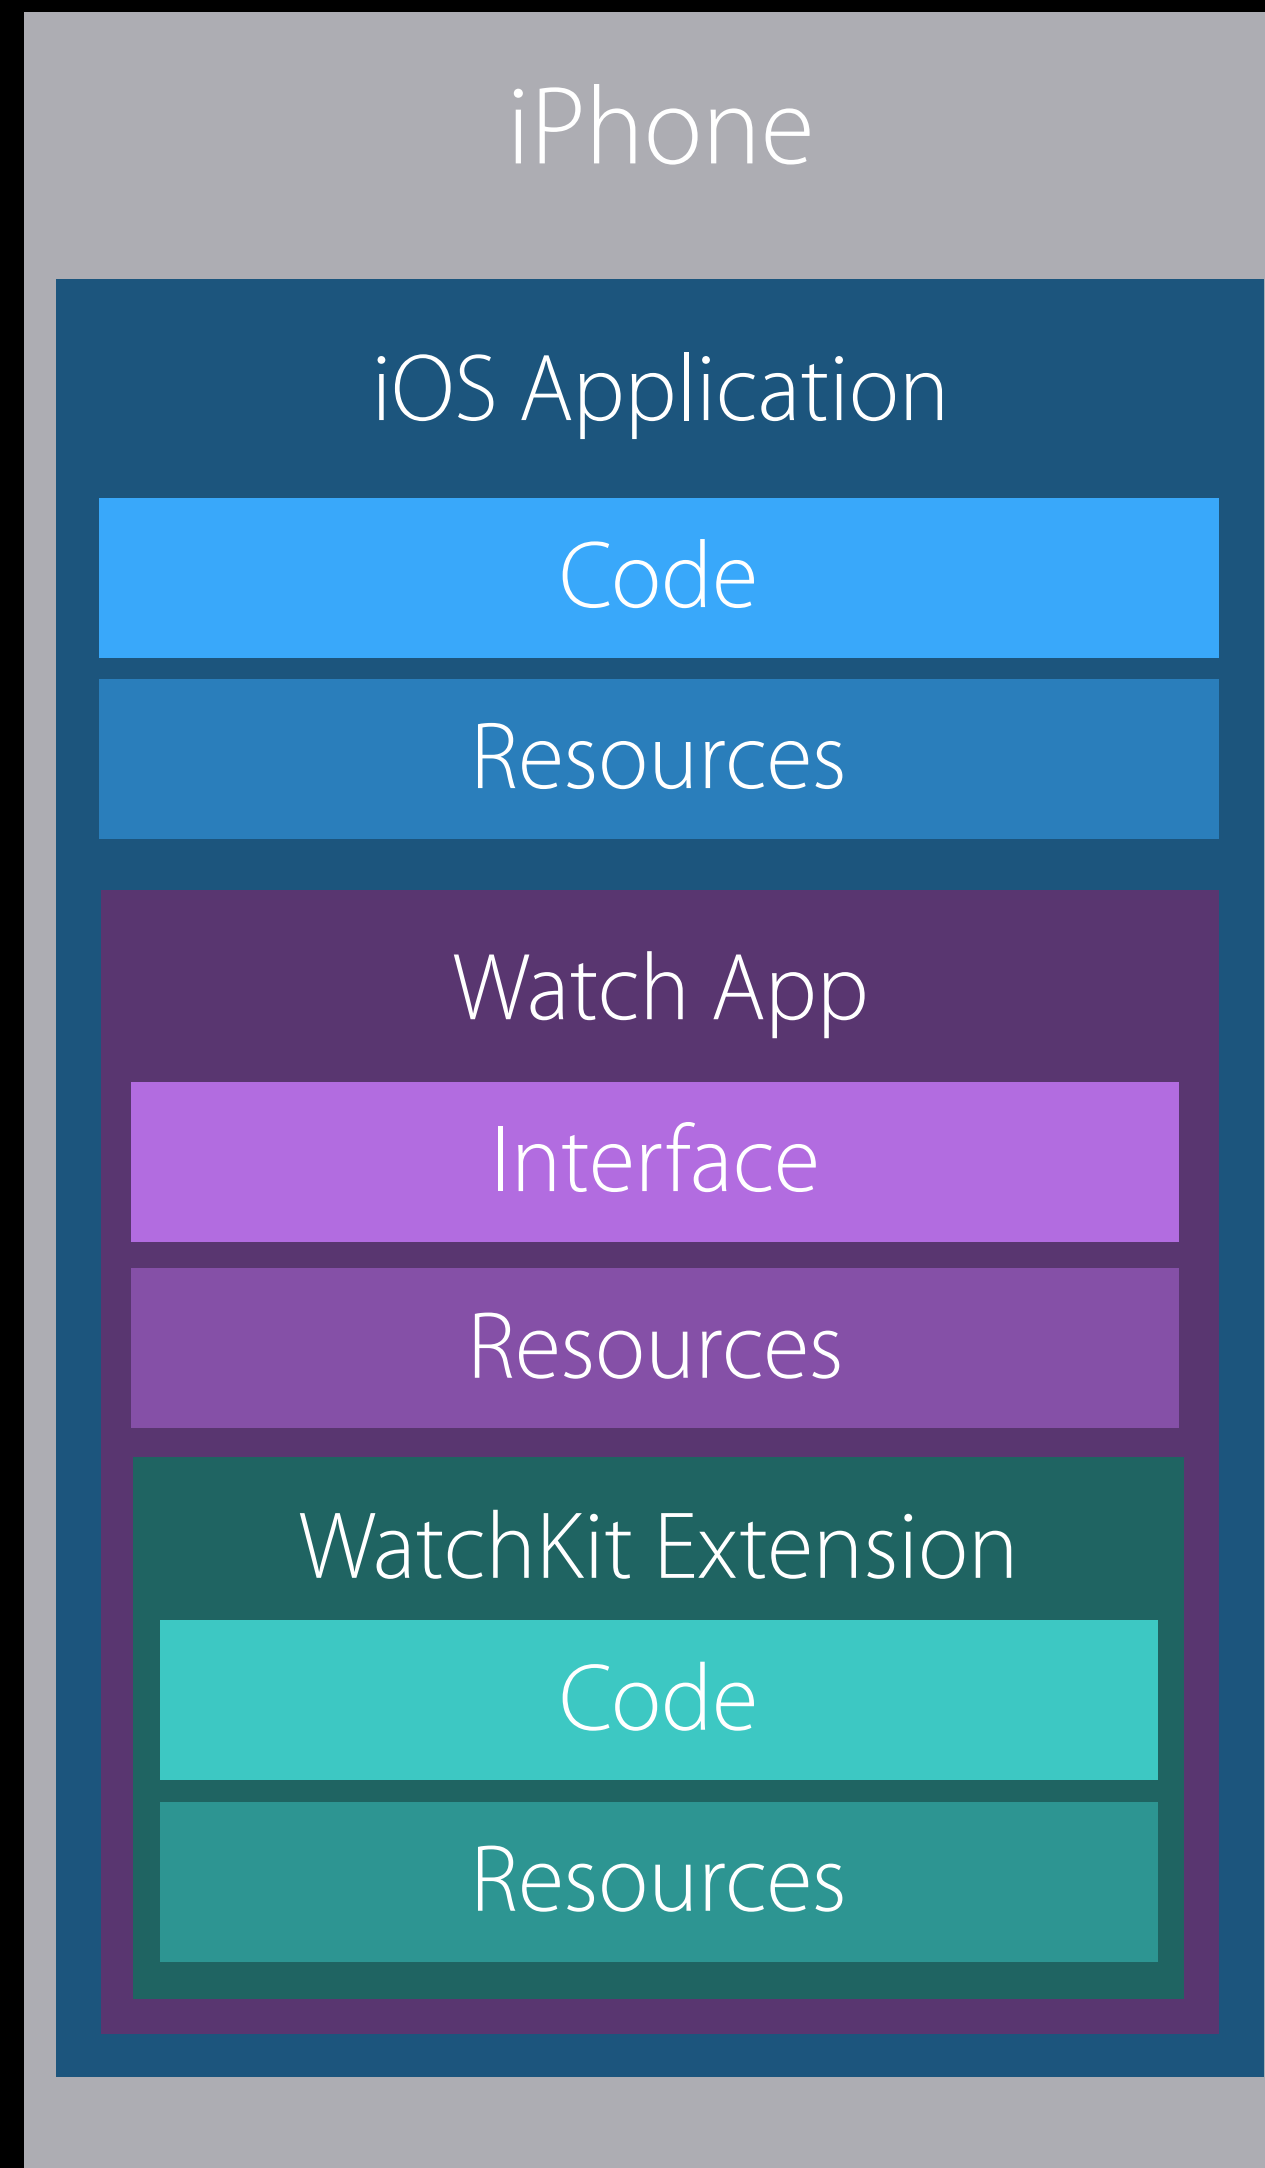 iPhone
iOS Application
Code
Resources
Watch App
Interface
Resources
WatchKit Extension
Code
Resources